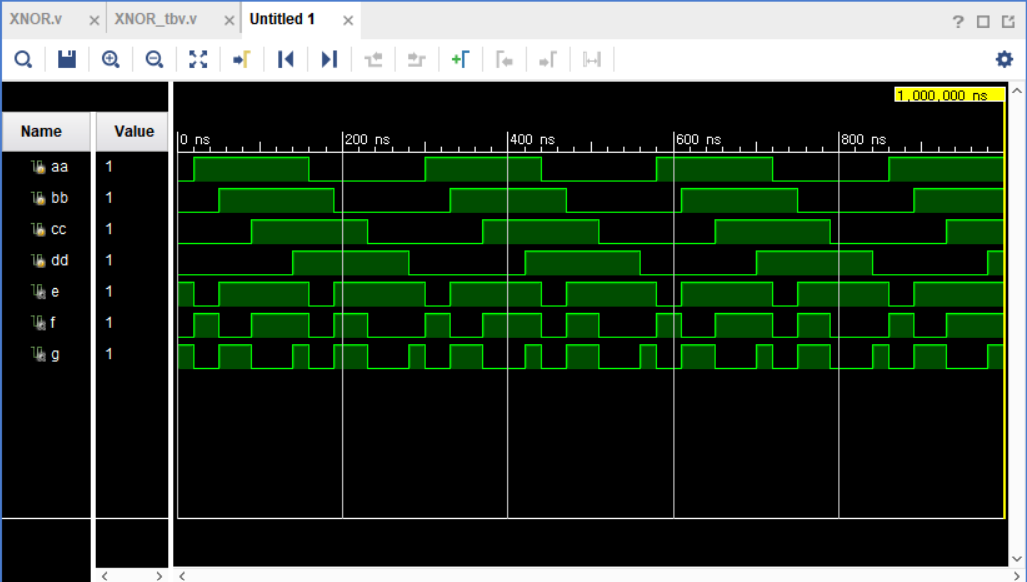 XNOR.v × XNOR_tbv.v × Untitled 1 ×
?
1,000,000 ns
Name Value
0 ns 200 ns 400 ns 600 ns 800 ns
aa 1
bb 1
cc 1
dd 1
e 1
f 1
g 1